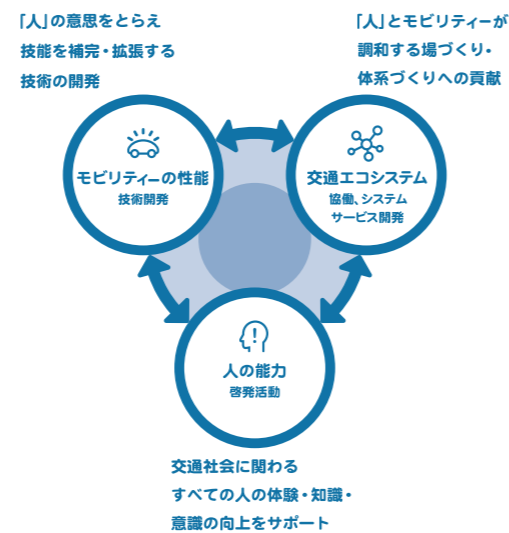 「人」の意思をとらえ
技能を補完・拡張する
技術の開発
「人」とモビリティーが
調和する場づくり・
体系づくりへの貢献
モビリティーの性能
技術開発
交通エコシステム
協働、システム
サービス開発
人の能力
啓発活動
交通社会に関わる
すべての人の体験・知識・
意識の向上をサポート